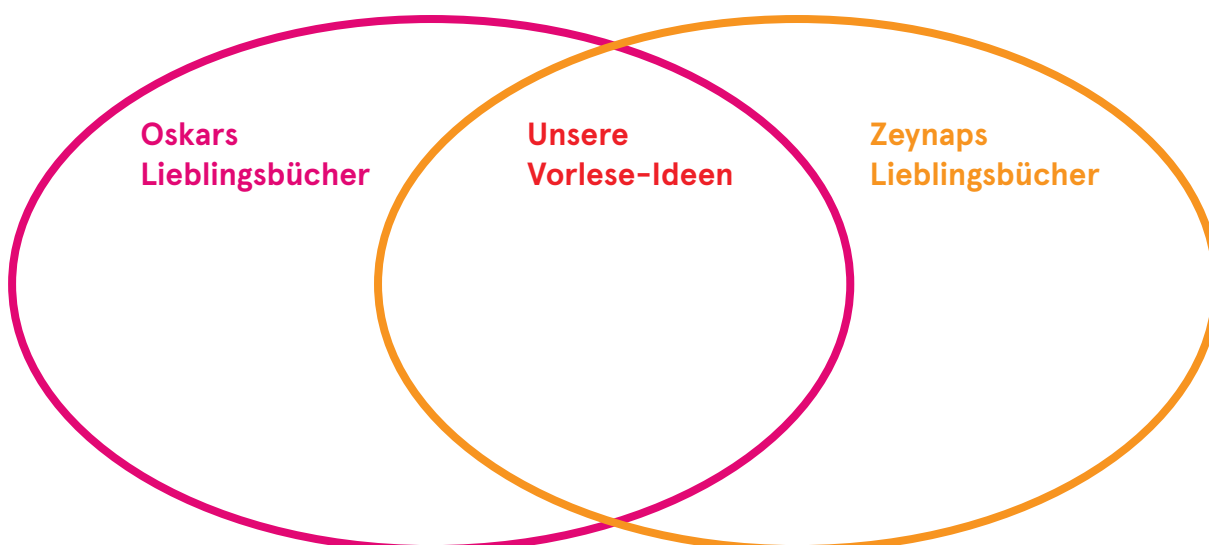 Oskars
Lieblingsbücher
Unsere
Vorlese-Ideen
Zeynaps
Lieblingsbücher